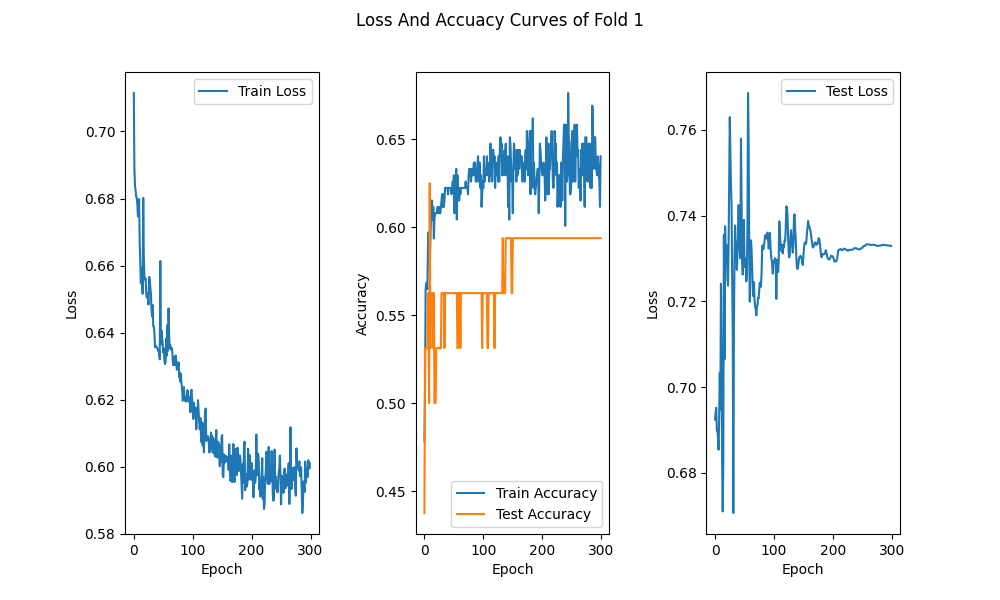 Loss And Accuacy Curves of Fold 1
Train Loss
0.70
0.68
0.66
0.64
0.62
0.60
0.58
Loss
0 100 200 300
Epoch
0.65
0.60
0.55
0.50
0.45
Accuracy
Train Accuracy
Test Accuracy
0 100 200 300
Epoch
Test Loss
0.76
0.74
0.72
0.70
0.68
Loss
0 100 200 300
Epoch